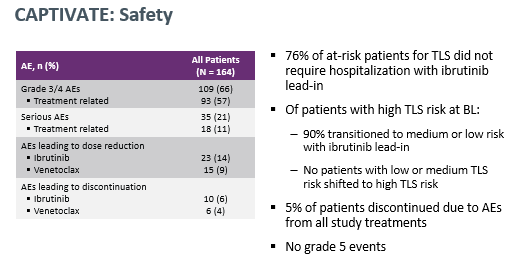 CAPTIVATE: Safety
AE, n (%)
All Patients
(N = 164)
Grade 3/4 AEs 109 (66)
▪ Treatment related 93 (57)
Serious AEs 35 (21)
▪ Treatment related 18 (11)
AEs leading to dose reduction
▪ Ibrutinib 23 (14)
▪ Venetoclax 15 (9)
AEs leading to discontinuation
▪ Ibrutinib 10 (6)
▪ Venetoclax 6 (4)
▪ 76% of at-risk patients for TLS did not
require hospitalization with ibrutinib
lead-in
▪ Of patients with high TLS risk at BL:
– 90% transitioned to medium or low risk
with ibrutinib lead-in
– No patients with low or medium TLS
risk shifted to high TLS risk
▪ 5% of patients discontinued due to AEs
from all study treatments
▪ No grade 5 events